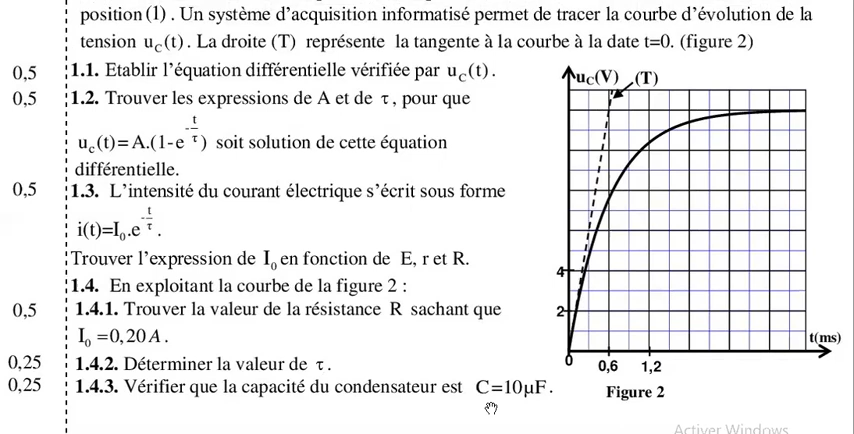 position (1) . Un système d'acquisition informatisé permet de tracer la courbe d'évolution de la
tension u_c(t). La droite (T) représente la tangente à la courbe à la date t=0. (figure 2)
0,5 1.1. Etablir l'équation différentielle vérifiée par u_c(t).
0,5 1.2. Trouver les expressions de A et de τ, pour que
u_c(t)=A.(1-e^{-t/τ}) soit solution de cette équation
différentielle.
0,5 1.3. L'intensité du courant électrique s'écrit sous forme
i(t)=I₀.e^{-t/τ} .
Trouver l'expression de I₀ en fonction de E, r et R.
1.4. En exploitant la courbe de la figure 2 :
0,5 1.4.1. Trouver la valeur de la résistance R sachant que
I₀ =0,20 A .
0,25 1.4.2. Déterminer la valeur de τ .
0,25 1.4.3. Vérifier que la capacité du condensateur est C=10µF.
u_C(V) (T)
4
2
t(ms)
0 0,6 1,2
Figure 2
Activer Windows